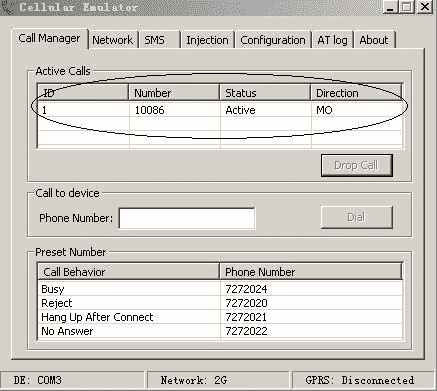 Cellular Emulator
Call Manager Network SMS Injection Configuration AT log About
Active Calls
ID Number Status Direction
1 10086 Active MO
Drop Call
Call to device
Phone Number: Dial
Preset Number
Call Behavior Phone Number
Busy 7272024
Reject 7272020
Hang Up After Connect 7272021
No Answer 7272022
DE: COM3 Network: 2G GPRS: Disconnected